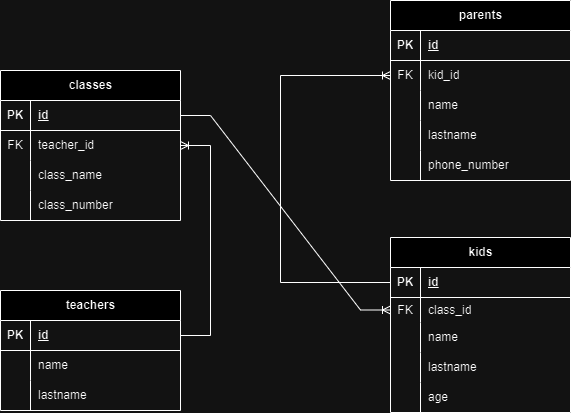 parents
PK id
FK kid_id
name
lastname
phone_number
classes
PK id
FK teacher_id
class_name
class_number
kids
PK id
FK class_id
name
lastname
age
teachers
PK id
name
lastname